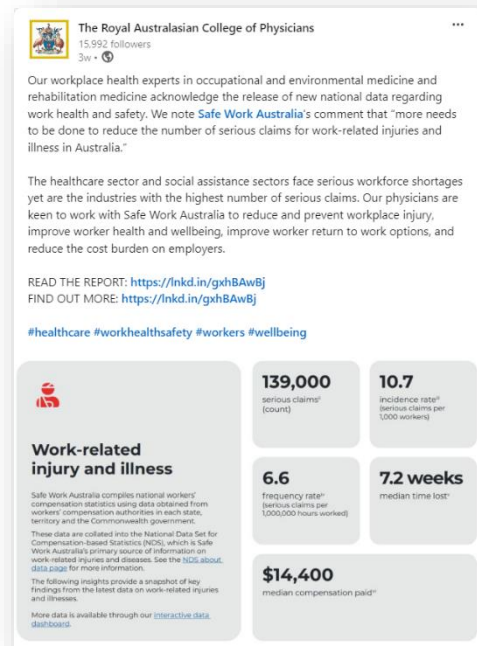 The Royal Australasian College of Physicians
15,992 followers
3w •
Our workplace health experts in occupational and environmental medicine and
rehabilitation medicine acknowledge the release of new national data regarding
work health and safety. We note Safe Work Australia's comment that "more needs
to be done to reduce the number of serious claims for work-related injuries and
illness in Australia."
The healthcare sector and social assistance sectors face serious workforce shortages
yet are the industries with the highest number of serious claims. Our physicians are
keen to work with Safe Work Australia to reduce and prevent workplace injury,
improve worker health and wellbeing, improve worker return to work options, and
reduce the cost burden on employers.
READ THE REPORT: https://lnkd.in/gxhBAwBj
FIND OUT MORE: https://lnkd.in/gxhBAwBj
#healthcare #workhealthsafety #workers #wellbeing
Work-related
injury and illness
Safe Work Australia compiles national workers'
compensation statistics using data obtained from
workers' compensation authorities in each state,
territory and the Commonwealth government.
These data are collated into the National Data Set for
Compensation-based Statistics (NDS), which is Safe
Work Australia's primary source of information on
work-related injuries and diseases. See the NDS about
data page for more information.
The following insights provide a snapshot of key
findings from the latest data on work-related injuries
and illnesses.
More data is available through our interactive data
dashboard.
139,000
serious claims
(count)
10.7
incidence rate
(serious claims per
1,000 workers)
6.6
frequency rate
(serious claims per
1,000,000 hours worked)
7.2 weeks
median time lost
$14,400
median compensation paid